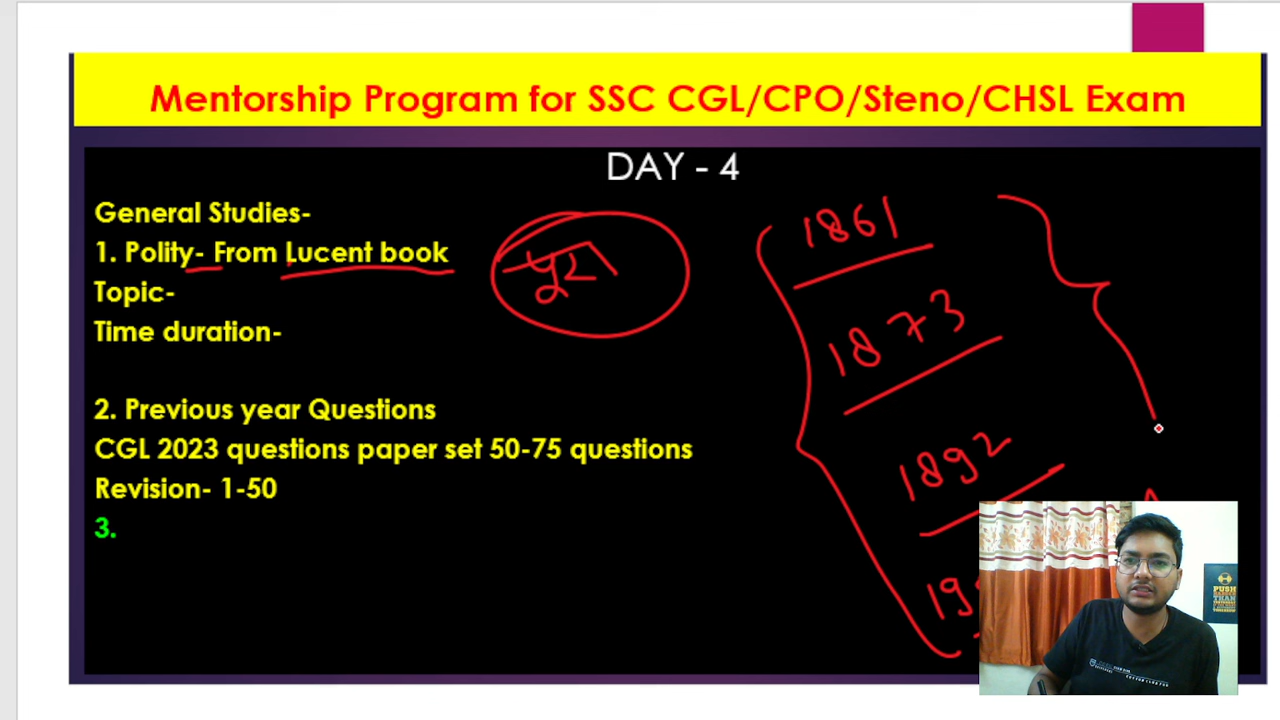 Mentorship Program for SSC CGL/CPO/Steno/CHSL Exam
DAY - 4
General Studies-
1. Polity- From Lucent book
Topic-
Time duration-
2. Previous year Questions
CGL 2023 questions paper set 50-75 questions
Revision- 1-50
3.
पूरा
1861
1873
1892
PUSH
THAN